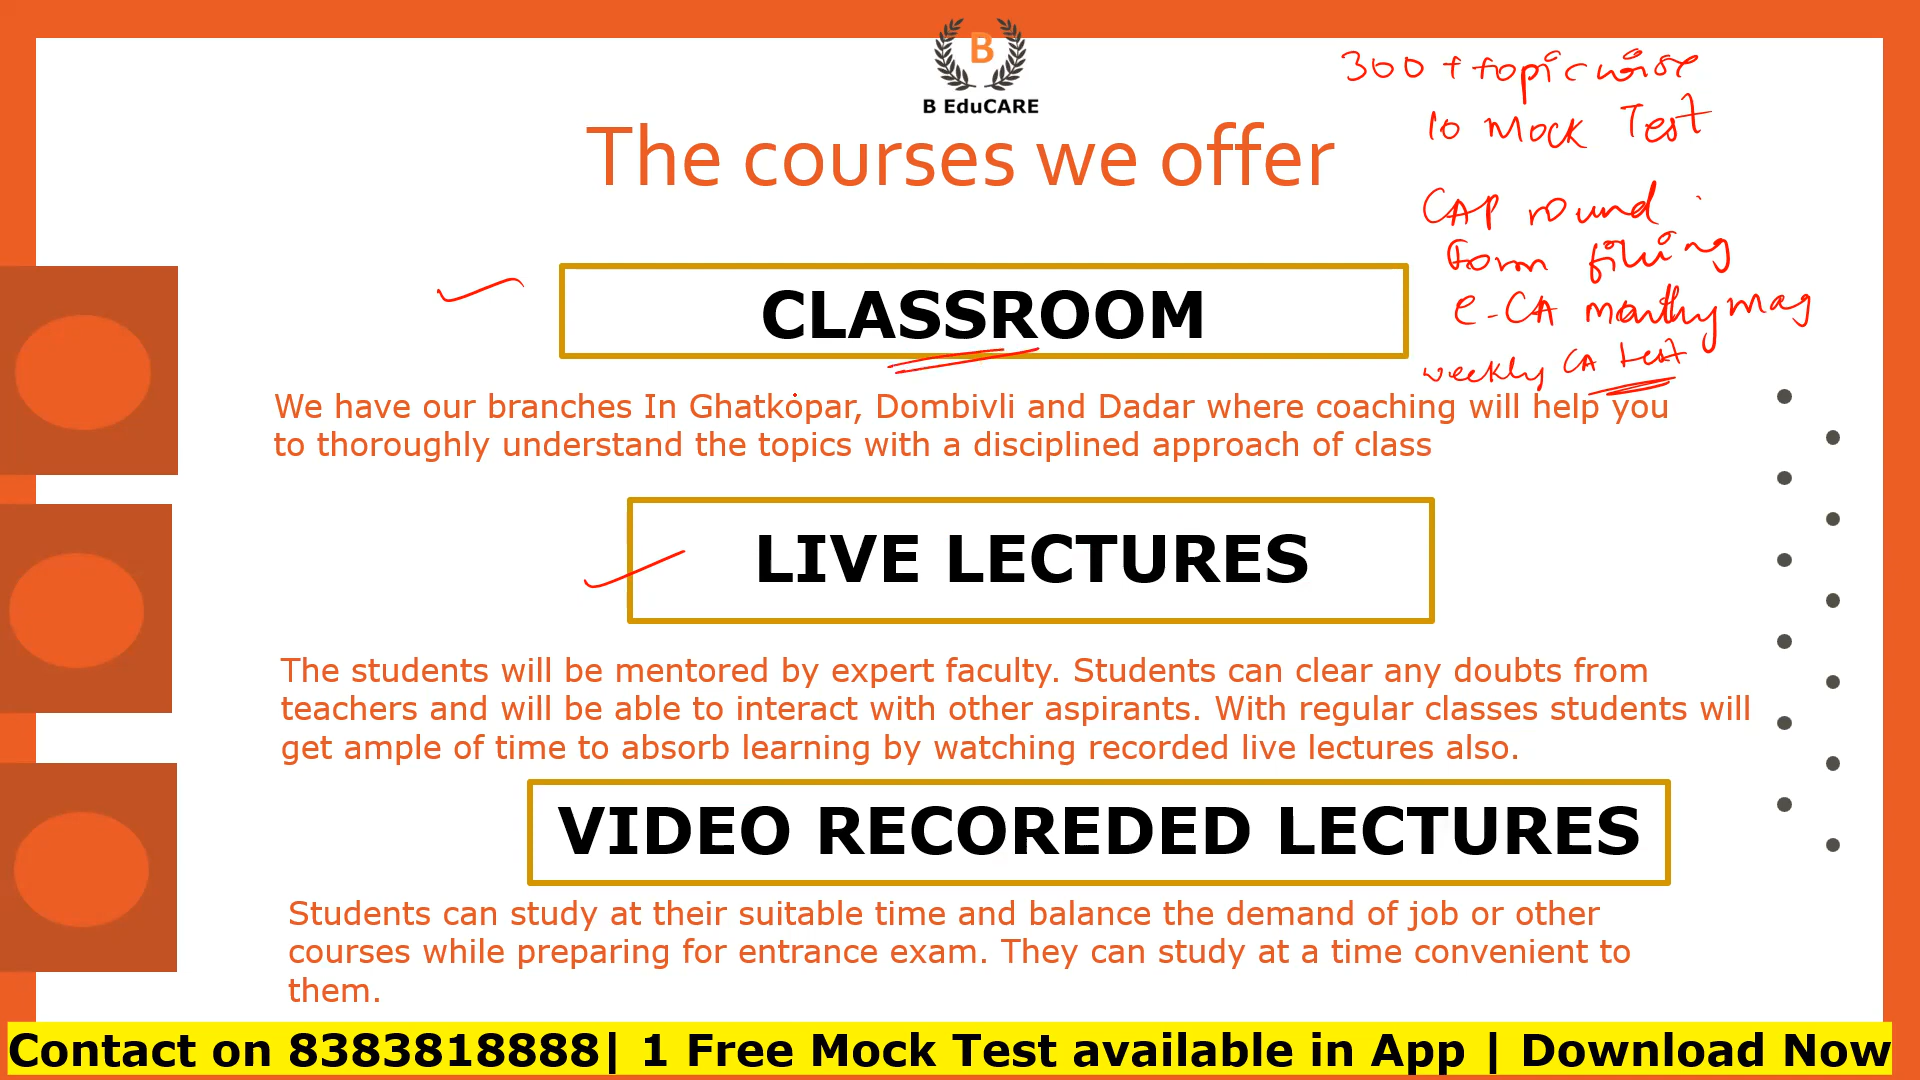 B
B EduCARE
The courses we offer
300 + topic wise
10 Mock Test
CAP round
form filling
e-CA monthly mag
weekly CA test
CLASSROOM
We have our branches In Ghatkopar, Dombivli and Dadar where coaching will help you
to thoroughly understand the topics with a disciplined approach of class
LIVE LECTURES
The students will be mentored by expert faculty. Students can clear any doubts from
teachers and will be able to interact with other aspirants. With regular classes students will
get ample of time to absorb learning by watching recorded live lectures also.
VIDEO RECOREDED LECTURES
Students can study at their suitable time and balance the demand of job or other
courses while preparing for entrance exam. They can study at a time convenient to
them.
Contact on 8383818888| 1 Free Mock Test available in App | Download Now